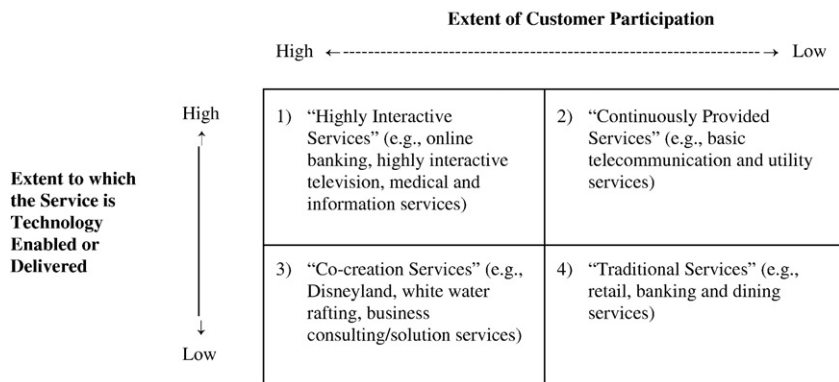 Extent of Customer Participation
High ←---→ Low
High
1) “Highly Interactive
Services” (e.g., online
banking, highly interactive
television, medical and
information services)
2) “Continuously Provided
Services” (e.g., basic
telecommunication and utility
services)
Extent to which
the Service is
Technology
Enabled or
Delivered
3) “Co-creation Services” (e.g.,
Disneyland, white water
rafting, business
consulting/solution services)
4) “Traditional Services” (e.g.,
retail, banking and dining
services)
Low